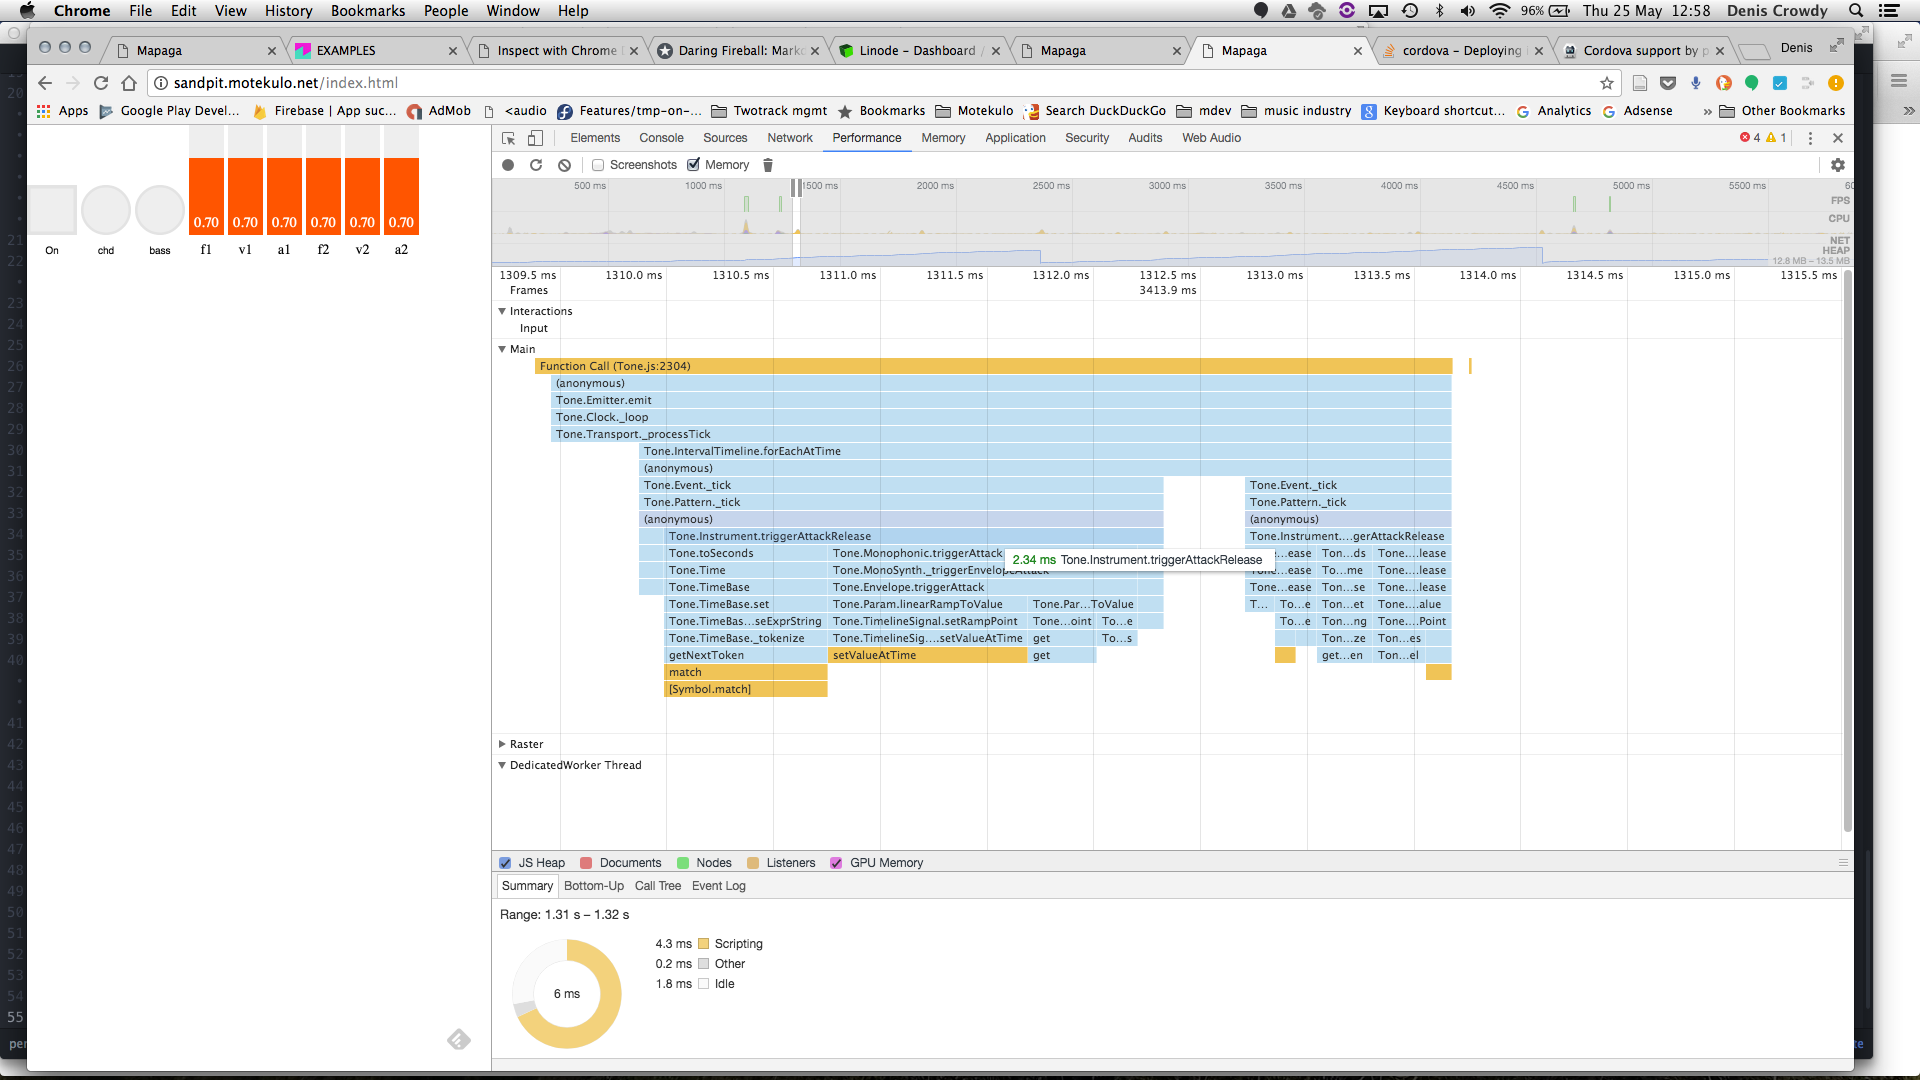 Chrome File Edit View History Bookmarks People Window Help 96% Thu 25 May 12:58 Denis Crowdy
Mapaga EXAMPLES Inspect with Chrome Daring Fireball: Mark Linode – Dashboard / Mapaga Mapaga cordova – Deploying Cordova support by p Denis
sandpit.motekulo.net/index.html
Apps Google Play Devel... Firebase | App suc... AdMob <audio Features/tmp-on-... Twotrack mgmt Bookmarks Motekulo Search DuckDuckGo mdev music industry Keyboard shortcut... Analytics Adsense » Other Bookmarks
Elements Console Sources Network Performance Memory Application Security Audits Web Audio 4 1
Screenshots Memory
500 ms 1000 ms 1500 ms 2000 ms 2500 ms 3000 ms 3500 ms 4000 ms 4500 ms 5000 ms 5500 ms
FPS
CPU
NET
HEAP
12.8 MB – 13.5 MB
0.70 0.70 0.70 0.70 0.70 0.70
On chd bass f1 v1 a1 f2 v2 a2
1309.5 ms 1310.0 ms 1310.5 ms 1311.0 ms 1311.5 ms 1312.0 ms 1312.5 ms 1313.0 ms 1313.5 ms 1314.0 ms 1314.5 ms 1315.0 ms 1315.5 ms
Frames 3413.9 ms
Interactions
Input
Main
Function Call (Tone.js:2304)
(anonymous)
Tone.Emitter.emit
Tone.Clock._loop
Tone.Transport._processTick
Tone.IntervalTimeline.forEachAtTime
(anonymous)
Tone.Event._tick Tone.Event._tick
Tone.Pattern._tick Tone.Pattern._tick
(anonymous) (anonymous)
Tone.Instrument.triggerAttackRelease Tone.Instrument....gerAttackRelease
Tone.toSeconds Tone.Monophonic.triggerAttack ...ease Ton...ds Tone....lease
2.34 ms Tone.Instrument.triggerAttackRelease
Tone.Time Tone.MonoSynth._triggerEnvelopeAttack Tone...ease To...me Tone....lease
Tone.TimeBase Tone.Envelope.triggerAttack Tone...ease Ton...se Tone....lease
Tone.TimeBase.set Tone.Param.linearRampToValue Tone.Par...ToValue T... To...e Ton...et Tone....alue
Tone.TimeBas...seExprString Tone.TimelineSignal.setRampPoint Tone...oint To...e To...e Ton...ng Tone....Point
Tone.TimeBase._tokenize Tone.TimelineSig....setValueAtTime get To...s Ton...ze Ton...es
getNextToken setValueAtTime get get...en Ton...el
match
[Symbol.match]
Raster
DedicatedWorker Thread
JS Heap Documents Nodes Listeners GPU Memory
Summary Bottom-Up Call Tree Event Log
Range: 1.31 s – 1.32 s
4.3 ms Scripting
0.2 ms Other
1.8 ms Idle
6 ms